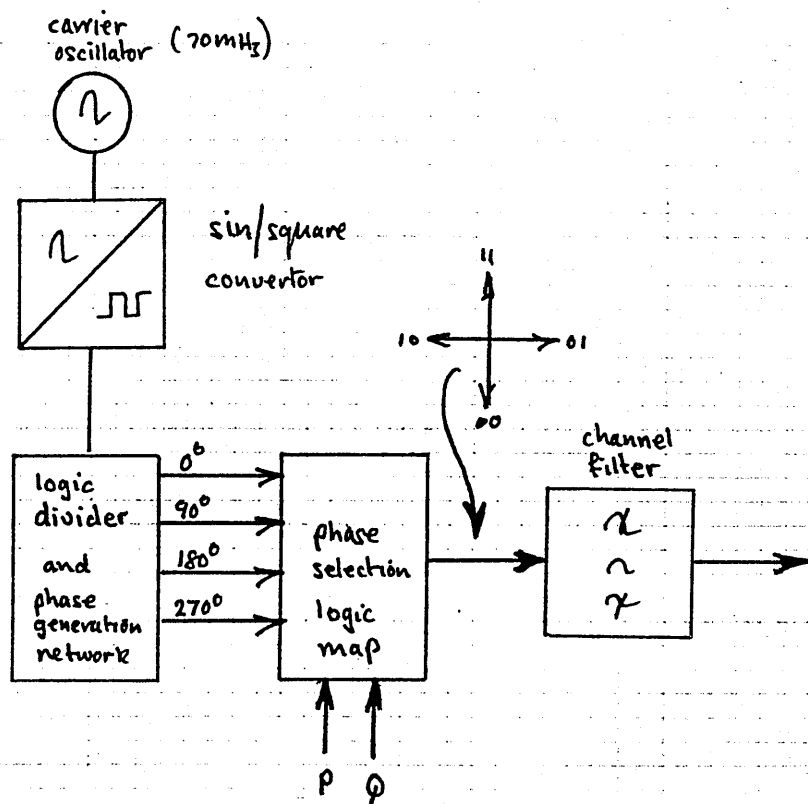 carrier
oscillator (70mHz)
sin/square
convertor
11
10
01
00
channel
filter
logic
divider
and
phase
generation
network
0°
90°
180°
270°
phase
selection
logic
map
P Q